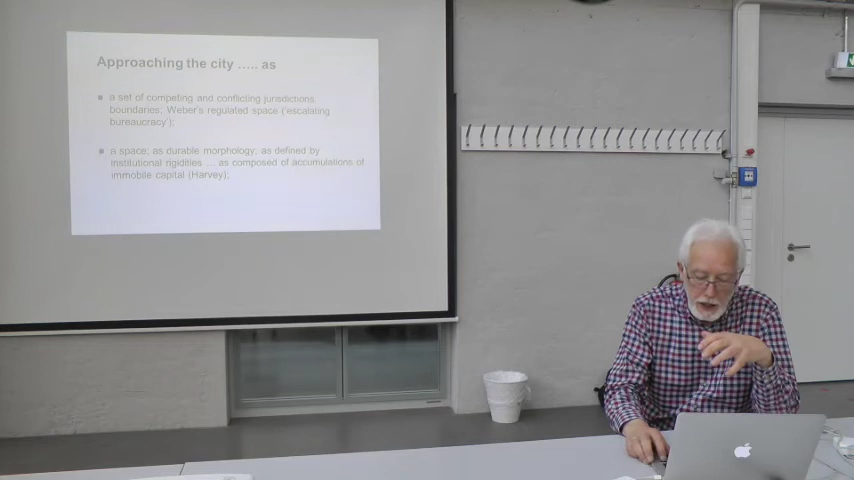 Approaching the city ..... as
a set of competing and conflicting jurisdictions,
boundaries; Weber's regulated space ('escalating
bureaucracy');
a space; as durable morphology; as defined by
institutional rigidities ... as composed of accumulations of
immobile capital (Harvey);